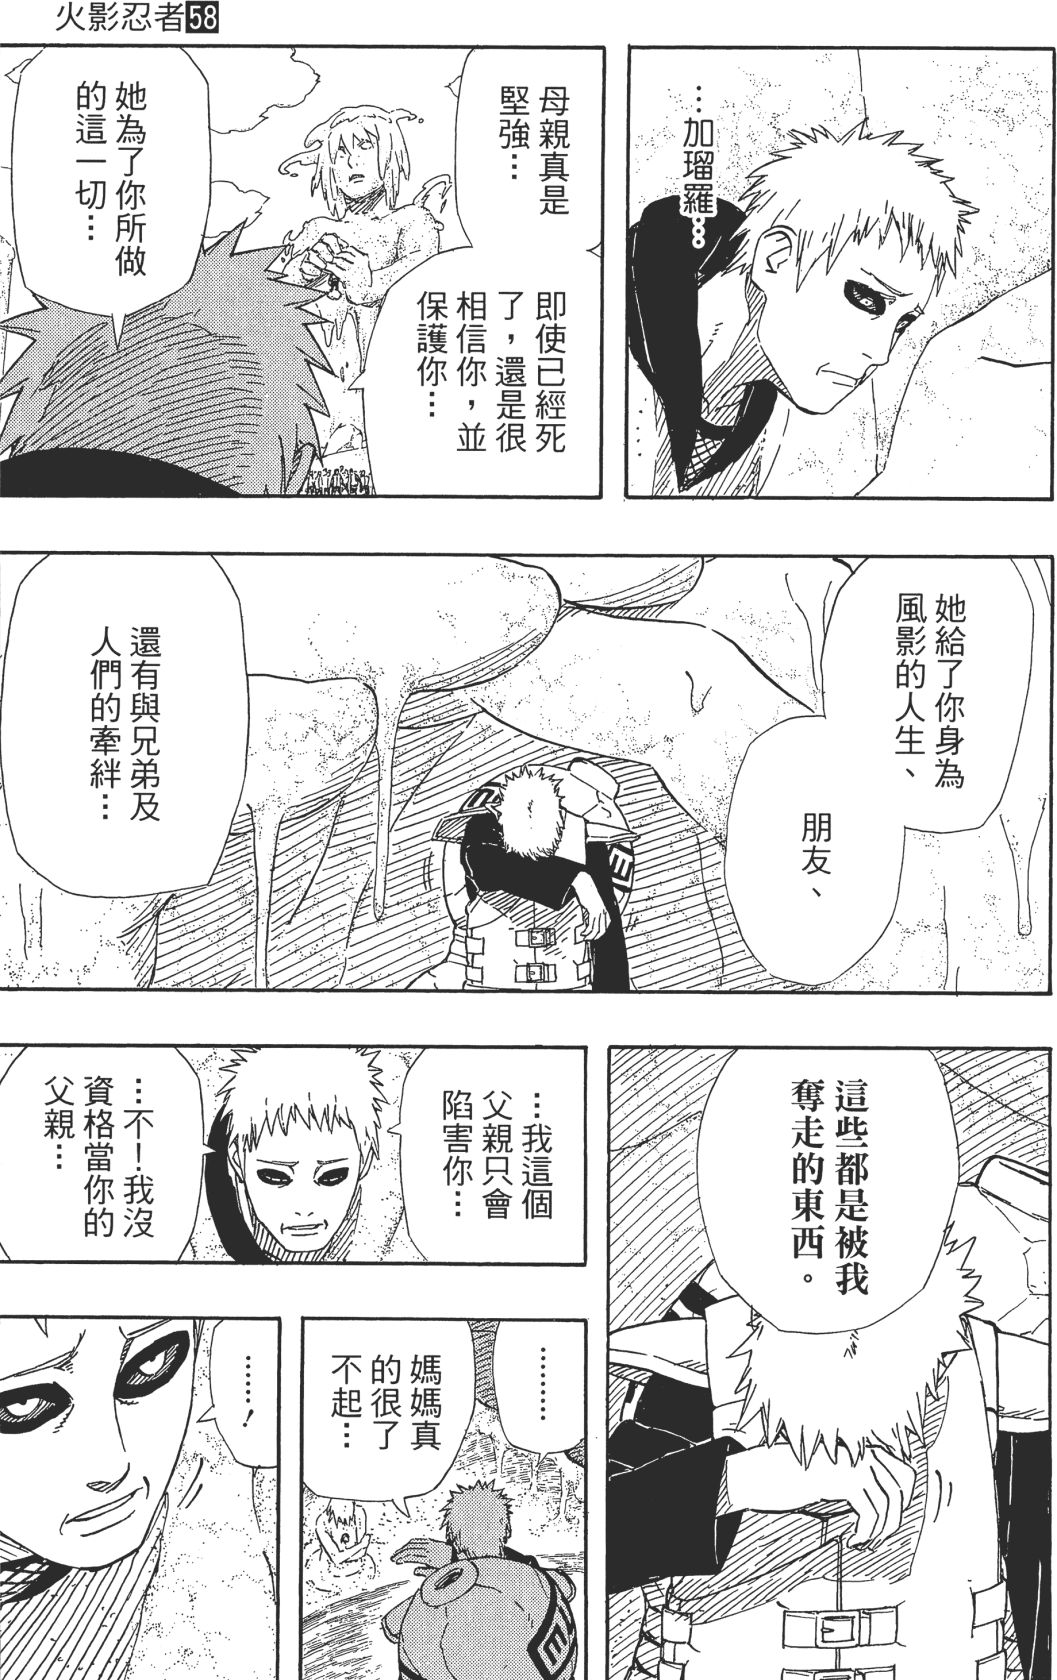 火影忍者58
…加瑠羅…
母親真是
堅強…
即使已經死
了，還是很
相信你，並
保護你…
她為了你所做
的這一切…
她給了你身為
風影的人生、
朋友、
還有與兄弟及
人們的牽絆…
這些都是被我
奪走的東西。
…我這個
父親只會
陷害你…
…不！我沒
資格當你的
父親…
………
媽媽真
的很了
不起…
……！